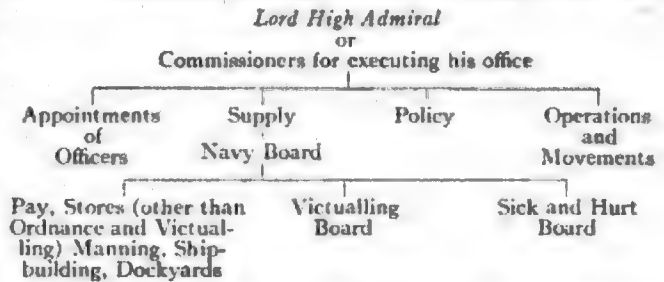 Lord High Admiral
or
Commissioners for executing his office
Appointments
of
Officers
Supply
Navy Board
Policy
Operations
and
Movements
Pay, Stores (other than
Ordnance and Victual-
ling) Manning, Ship-
building, Dockyards
Victualling
Board
Sick and Hurt
Board